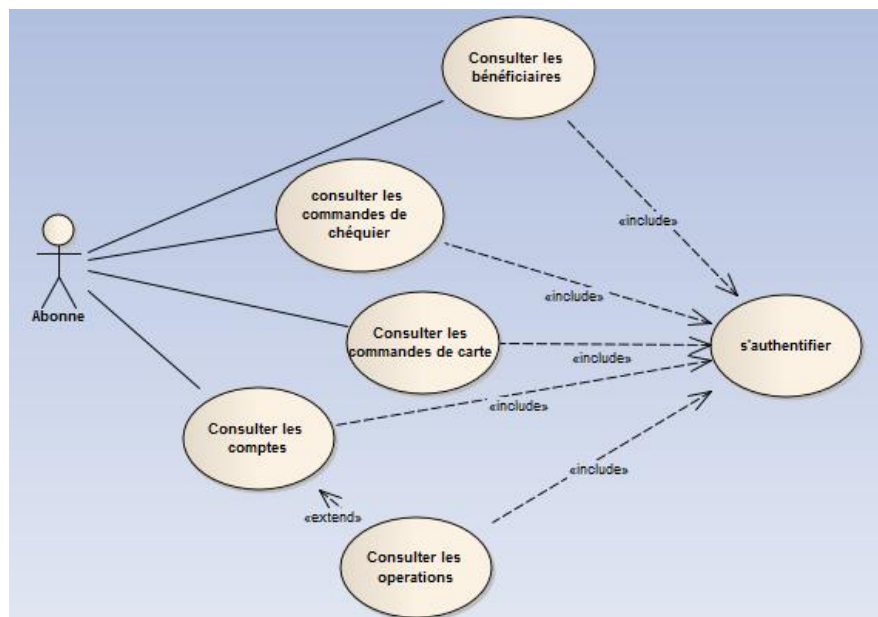 Consulter les
bénéficiaires
consulter les
commandes de
chéquier
«include»
«include»
Abonne
Consulter les
commandes de carte
s'authentifier
«include»
«include»
Consulter les
comptes
«include»
«extend»
Consulter les
operations